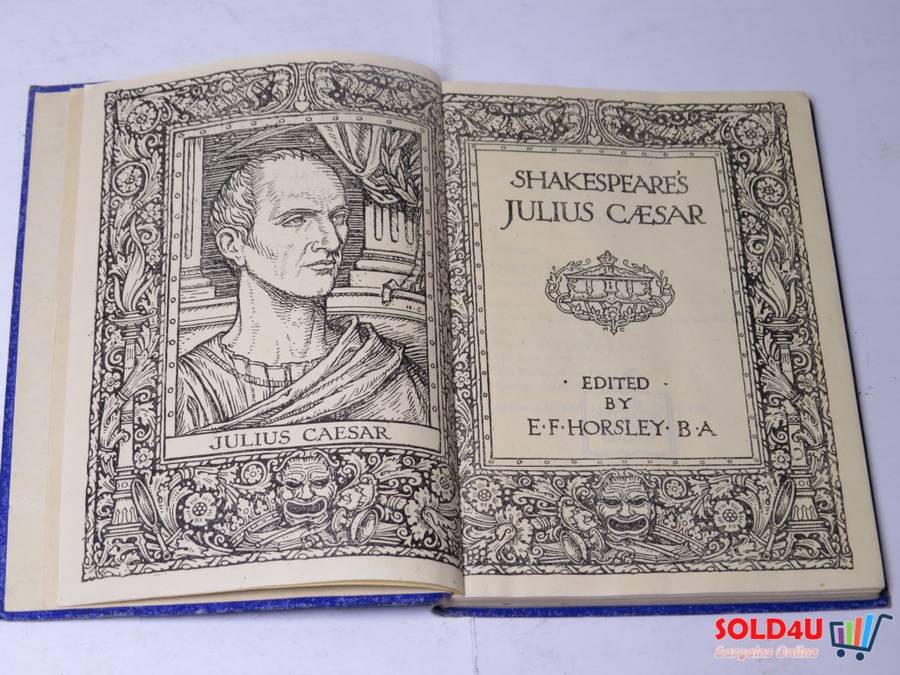 JULIUS CAESAR
SHAKESPEARE'S
JULIUS CÆSAR
· EDITED ·
BY
E·F·HORSLEY·B·A
SOLD4U
Bargains Online